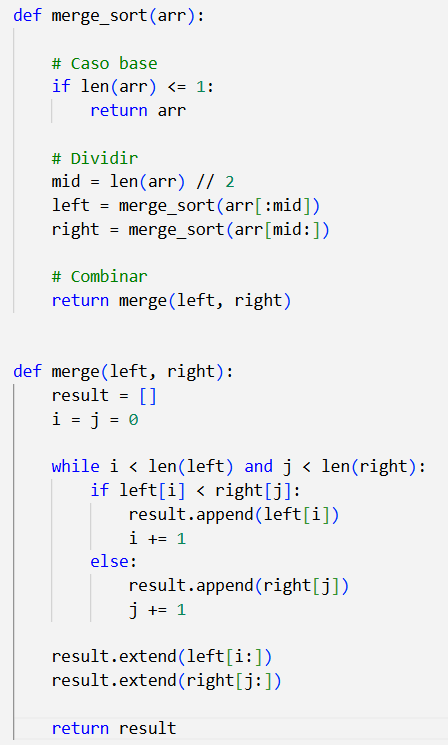 def merge_sort(arr):
    # Caso base
    if len(arr) <= 1:
        return arr
    # Dividir
    mid = len(arr) // 2
    left = merge_sort(arr[:mid])
    right = merge_sort(arr[mid:])
    # Combinar
    return merge(left, right)
def merge(left, right):
    result = []
    i = j = 0
    while i < len(left) and j < len(right):
        if left[i] < right[j]:
            result.append(left[i])
            i += 1
        else:
            result.append(right[j])
            j += 1
    result.extend(left[i:])
    result.extend(right[j:])
    return result